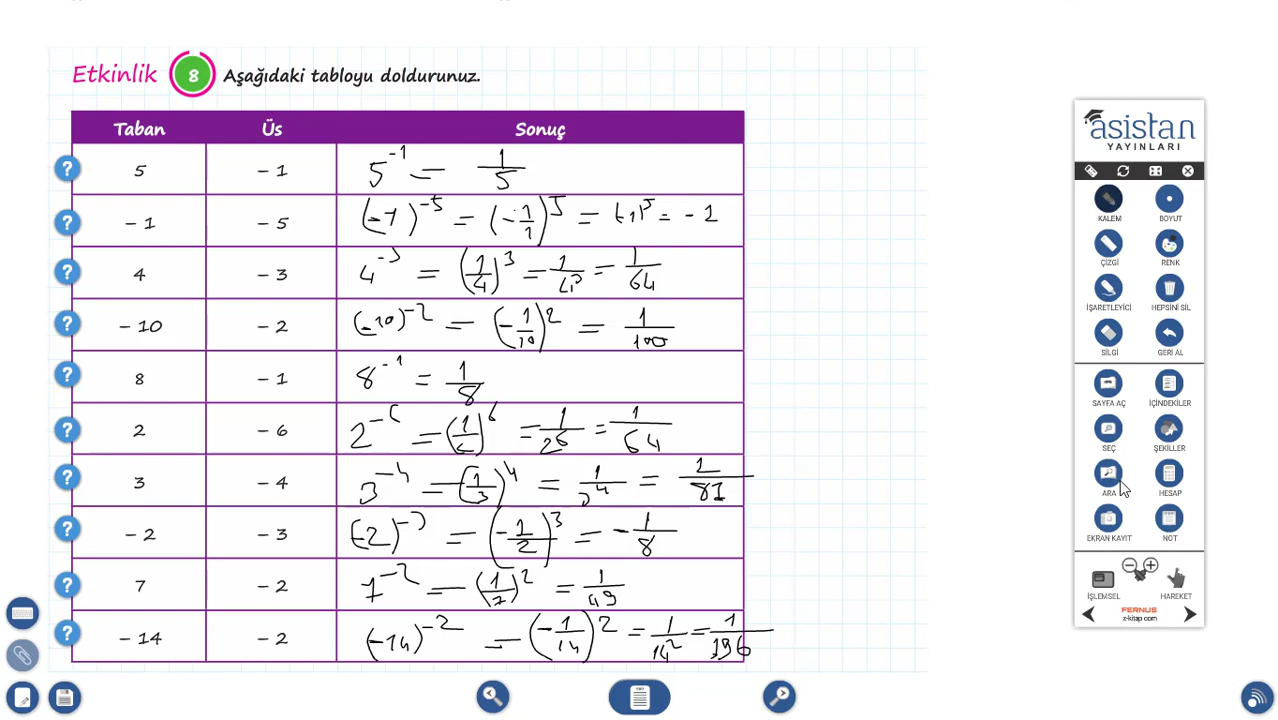 Etkinlik 8 Aşağıdaki tabloyu doldurunuz.
Taban Üs Sonuç
? 5 - 1 5^-1 = 1/5
? - 1 - 5 (-1)^-5 = (-1/1)^5 = (-1)^5 = - 1
? 4 - 3 4^-3 = (1/4)^3 = 1/4^3 = 1/64
? - 10 - 2 (-10)^-2 = (-1/10)^2 = 1/100
? 8 - 1 8^-1 = 1/8
? 2 - 6 2^-6 = (1/2)^6 = 1/2^6 = 1/64
? 3 - 4 3^-4 = (1/3)^4 = 1/3^4 = 1/81
? - 2 - 3 (-2)^-3 = (-1/2)^3 = -1/8
? 7 - 2 7^-2 = (1/7)^2 = 1/49
? - 14 - 2 (-14)^-2 = (-1/14)^2 = 1/14^2 = 1/196
asistan
YAYINLARI
KALEM BOYUT
ÇİZGİ RENK
İŞARETLEYİCİ HEPSİNİ SİL
SİLGİ GERİ AL
SAYFA AÇ İÇİNDEKİLER
SEÇ ŞEKİLLER
ARA HESAP
EKRAN KAYIT NOT
İŞLEMSEL HAREKET
FERNUS
z-kitap.com